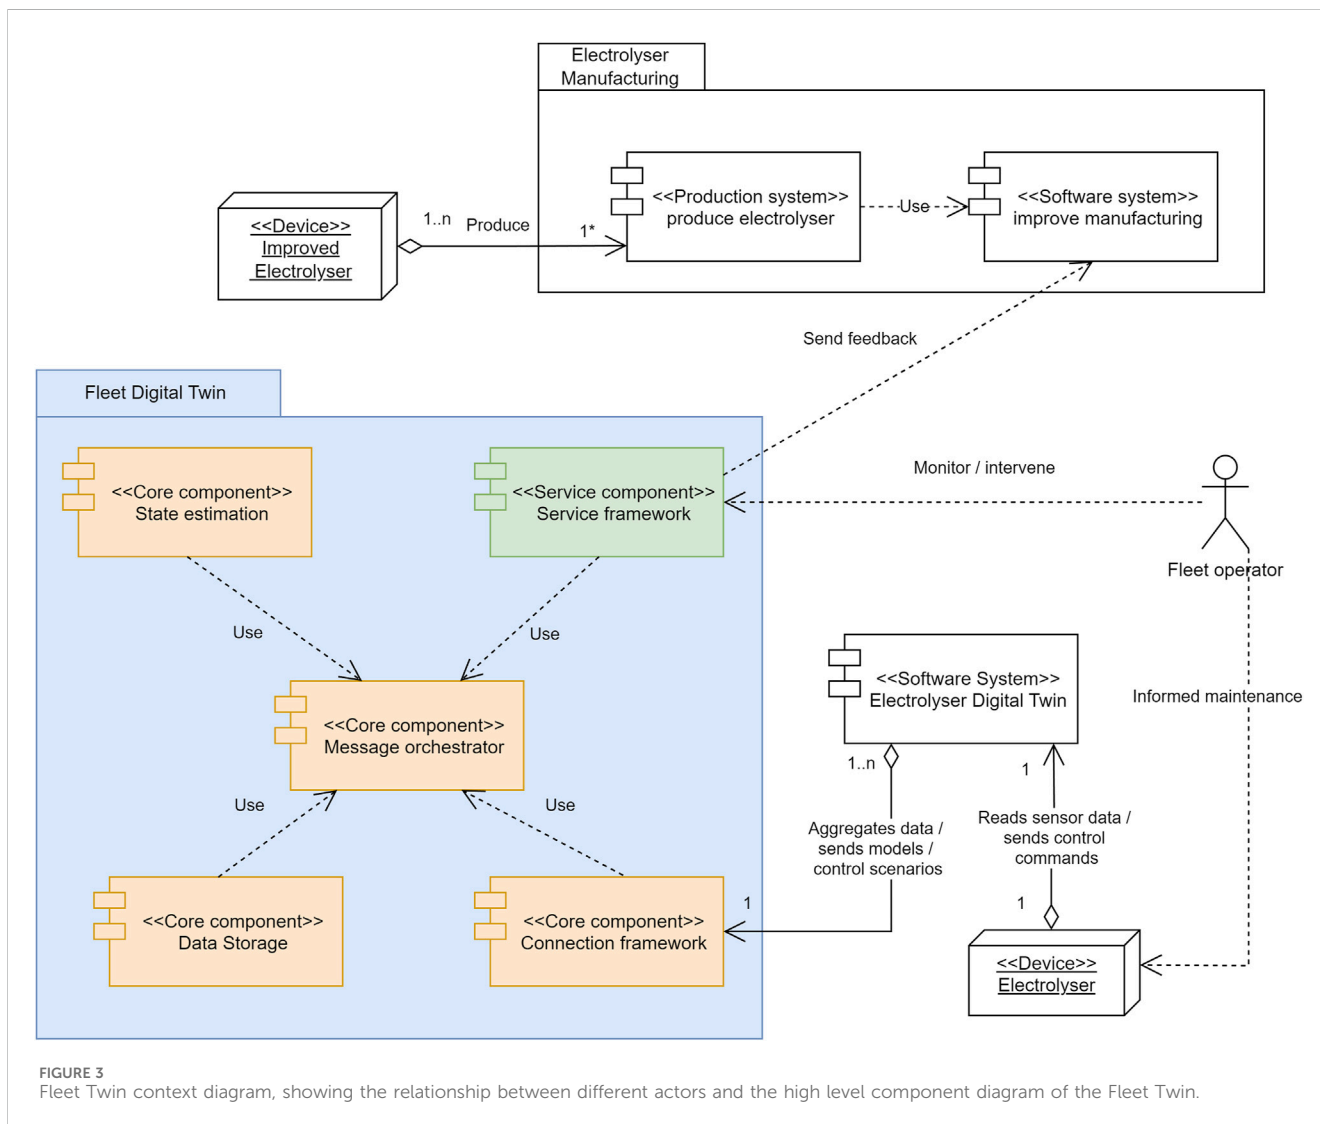 Electrolyser
Manufacturing
<<Production system>>
produce electrolyser
Use
<<Software system>>
improve manufacturing
<<Device>>
Improved
Electrolyser
1..n
Produce
1*
Send feedback
Fleet Digital Twin
<<Core component>>
State estimation
<<Service component>>
Service framework
Monitor / intervene
Fleet operator
Use
Use
<<Core component>>
Message orchestrator
<<Software System>>
Electrolyser Digital Twin
Informed maintenance
1..n
1
Use
Use
Aggregates data /
sends models /
control scenarios
Reads sensor data /
sends control
commands
<<Core component>>
Data Storage
<<Core component>>
Connection framework
1
1
<<Device>>
Electrolyser
FIGURE 3
Fleet Twin context diagram, showing the relationship between different actors and the high level component diagram of the Fleet Twin.